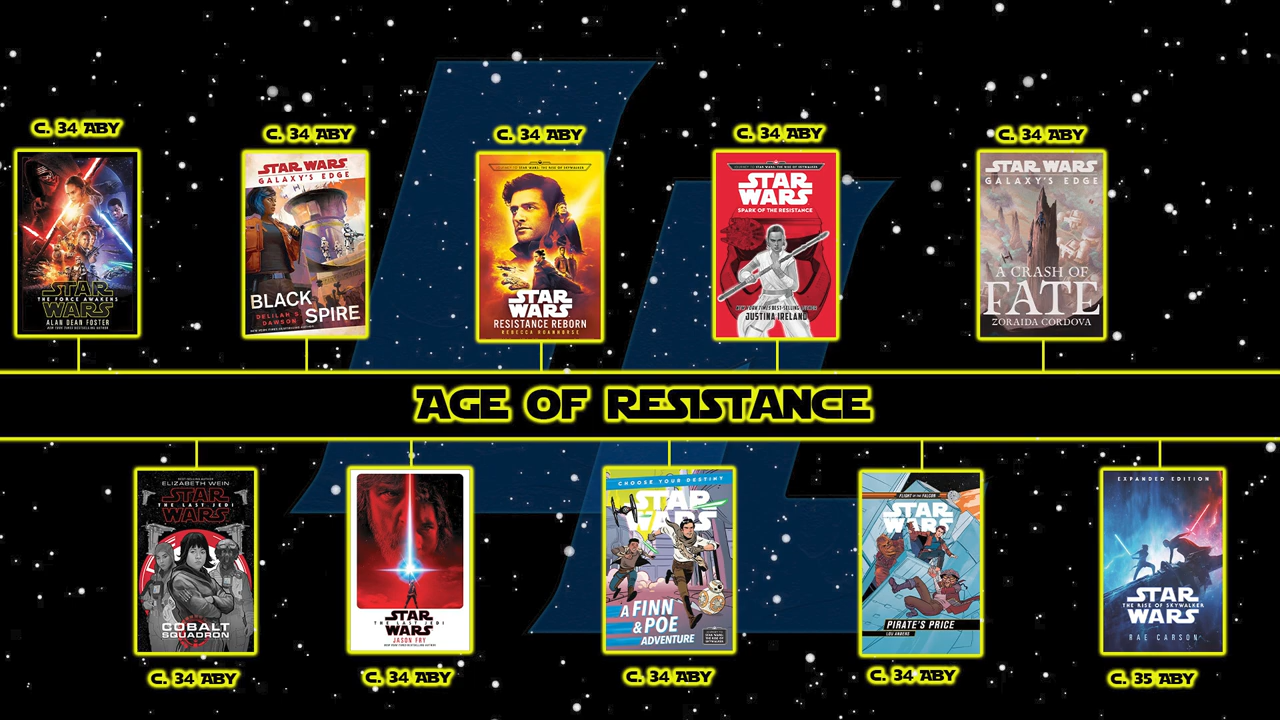 C. 34 ABY
C. 34 ABY
C. 34 ABY
C. 34 ABY
C. 34 ABY
STAR
THE FORCE AWAKENS
WARS
ALAN DEAN FOSTER
STAR WARS
GALAXY'S EDGE
BLACK
SPIRE
DELILAH S.
DAWSON
STAR
WARS
RESISTANCE REBORN
REBECCA ROANHORSE
STAR
WARS
SPARK OF THE RESISTANCE
JUSTINA IRELAND
STAR WARS
GALAXY'S EDGE
A CRASH OF
FATE
ZORAIDA CORDOVA
AGE OF RESISTANCE
ELIZABETH WEIN
STAR
THE LAST JEDI
WARS
COBALT
SQUADRON
STAR
THE LAST JEDI
WARS
JASON FRY
CHOOSE YOUR DESTINY
STAR
WARS
A FINN
& POE
ADVENTURE
FLIGHT OF THE FALCON
STAR
WARS
PIRATE'S PRICE
LOU ANDERS
EXPANDED EDITION
STAR
THE RISE OF SKYWALKER
WARS
RAE CARSON
C. 34 ABY
C. 34 ABY
C. 34 ABY
C. 34 ABY
C. 35 ABY